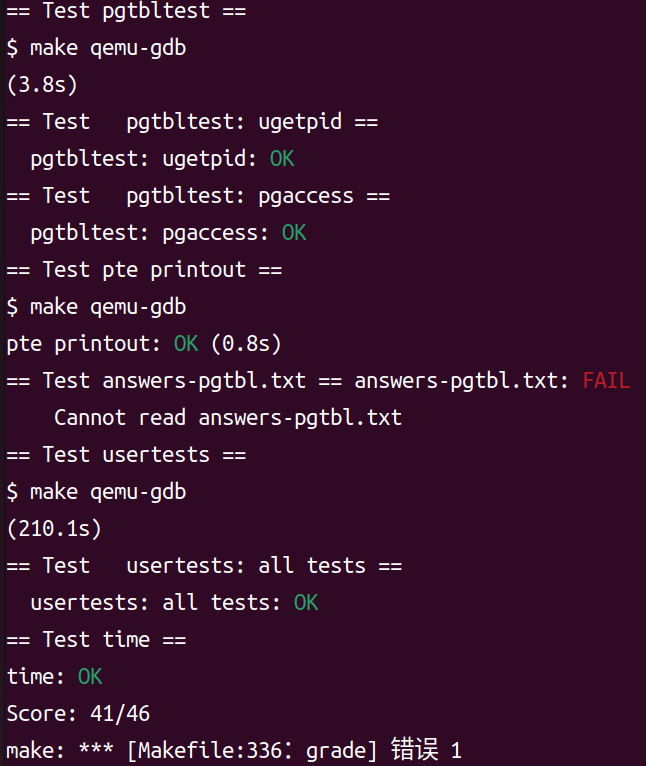 == Test pgtbltest ==
$ make qemu-gdb
(3.8s)
== Test   pgtbltest: ugetpid ==
  pgtbltest: ugetpid: OK
== Test   pgtbltest: pgaccess ==
  pgtbltest: pgaccess: OK
== Test pte printout ==
$ make qemu-gdb
pte printout: OK (0.8s)
== Test answers-pgtbl.txt == answers-pgtbl.txt: FAIL
    Cannot read answers-pgtbl.txt
== Test usertests ==
$ make qemu-gdb
(210.1s)
== Test   usertests: all tests ==
  usertests: all tests: OK
== Test time ==
time: OK
Score: 41/46
make: *** [Makefile:336：grade] 错误 1